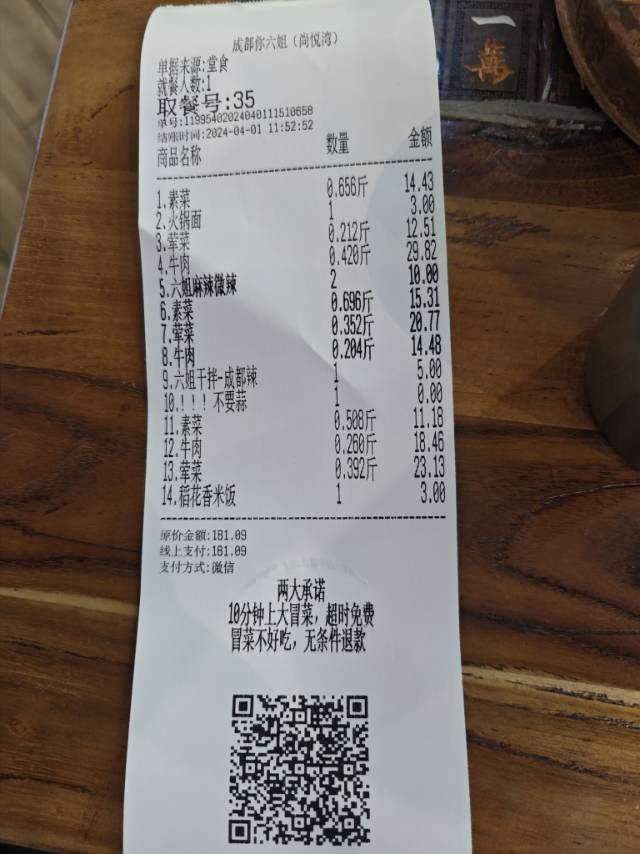 成都你六姐（尚悦湾）
单据来源:堂食
就餐人数:1
取餐号:35
单号:11995402024040111510658
结账时间:2024-04-01 11:52:52
商品名称 数量 金额
1.素菜 0.656斤 14.43
2.火锅面 1 3.00
3.荤菜 0.212斤 12.51
4.牛肉 0.420斤 29.82
5.六姐麻辣微辣 2 10.00
6.素菜 0.696斤 15.31
7.荤菜 0.352斤 20.77
8.牛肉 0.204斤 14.48
9.六姐干拌-成都辣 1 5.00
10.！！！不要蒜 1 0.00
11.素菜 0.508斤 11.18
12.牛肉 0.260斤 18.46
13.荤菜 0.392斤 23.13
14.稻花香米饭 1 3.00
原价金额:181.09
线上支付:181.09
支付方式:微信
两大承诺
10分钟上大冒菜，超时免费
冒菜不好吃，无条件退款
一萬